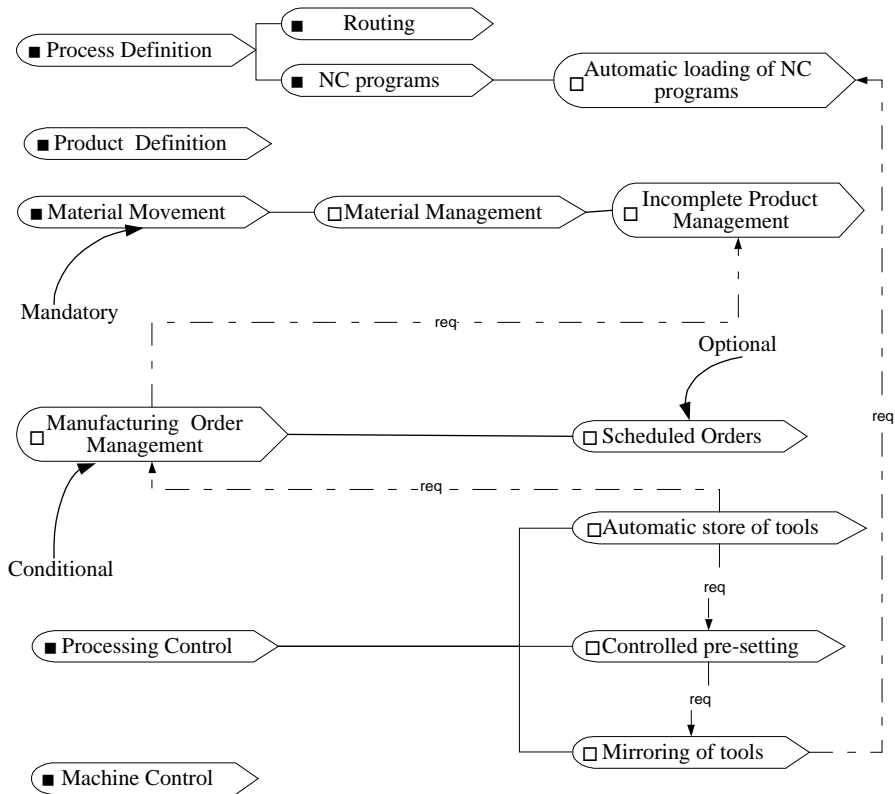 Routing
Process Definition
NC programs
Automatic loading of NC
programs
Product Definition
Material Movement
Material Management
Incomplete Product
Management
Mandatory
req
Optional
req
Manufacturing Order
Management
Scheduled Orders
req
Automatic store of tools
Conditional
req
Processing Control
Controlled pre-setting
req
Mirroring of tools
Machine Control